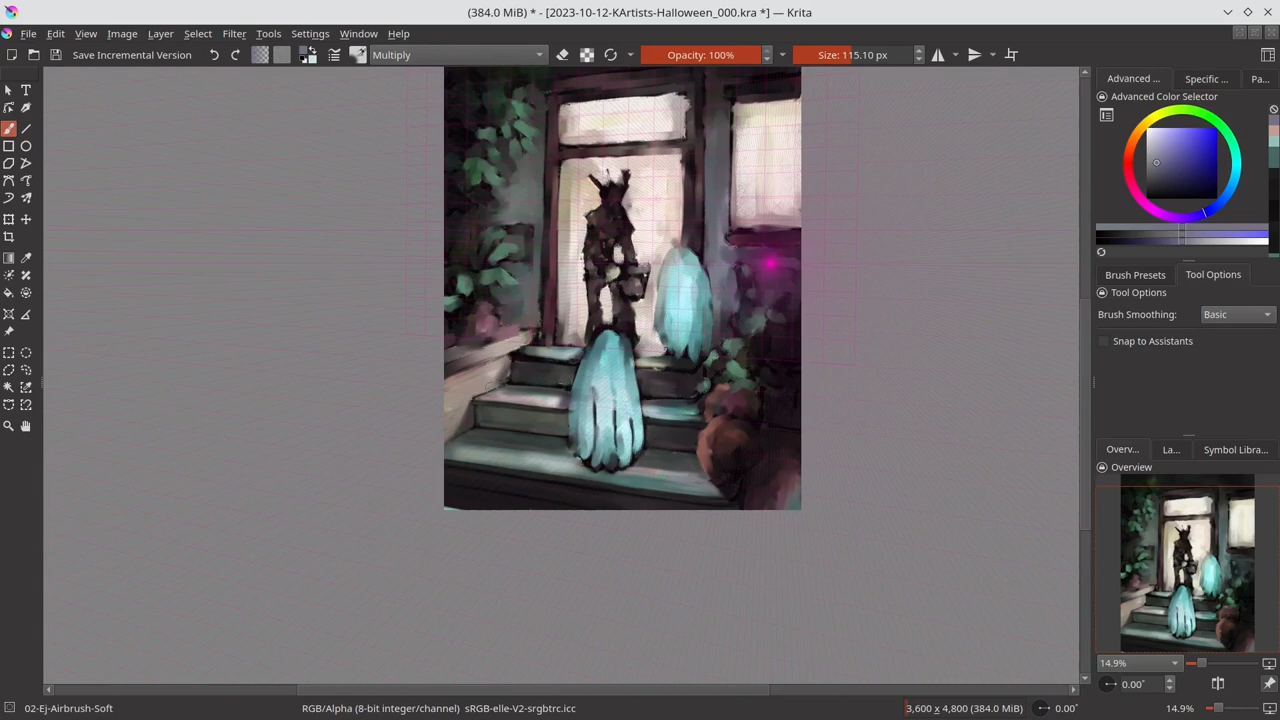 (384.0 MiB) * - [2023-10-12-KArtists-Halloween_000.kra *] — Krita
File Edit View Image Layer Select Filter Tools Settings Window Help
Save Incremental Version Multiply Opacity: 100% Size: 115.10 px
Advanced ... Specific ... Pa...
Advanced Color Selector
Brush Presets Tool Options
Tool Options
Brush Smoothing: Basic
Snap to Assistants
Overv... La... Symbol Libra...
Overview
14.9%
0.00°
02-Ej-Airbrush-Soft RGB/Alpha (8-bit integer/channel) sRGB-elle-V2-srgbtrc.icc 3,600 x 4,800 (384.0 MiB) 0.00° 14.9%